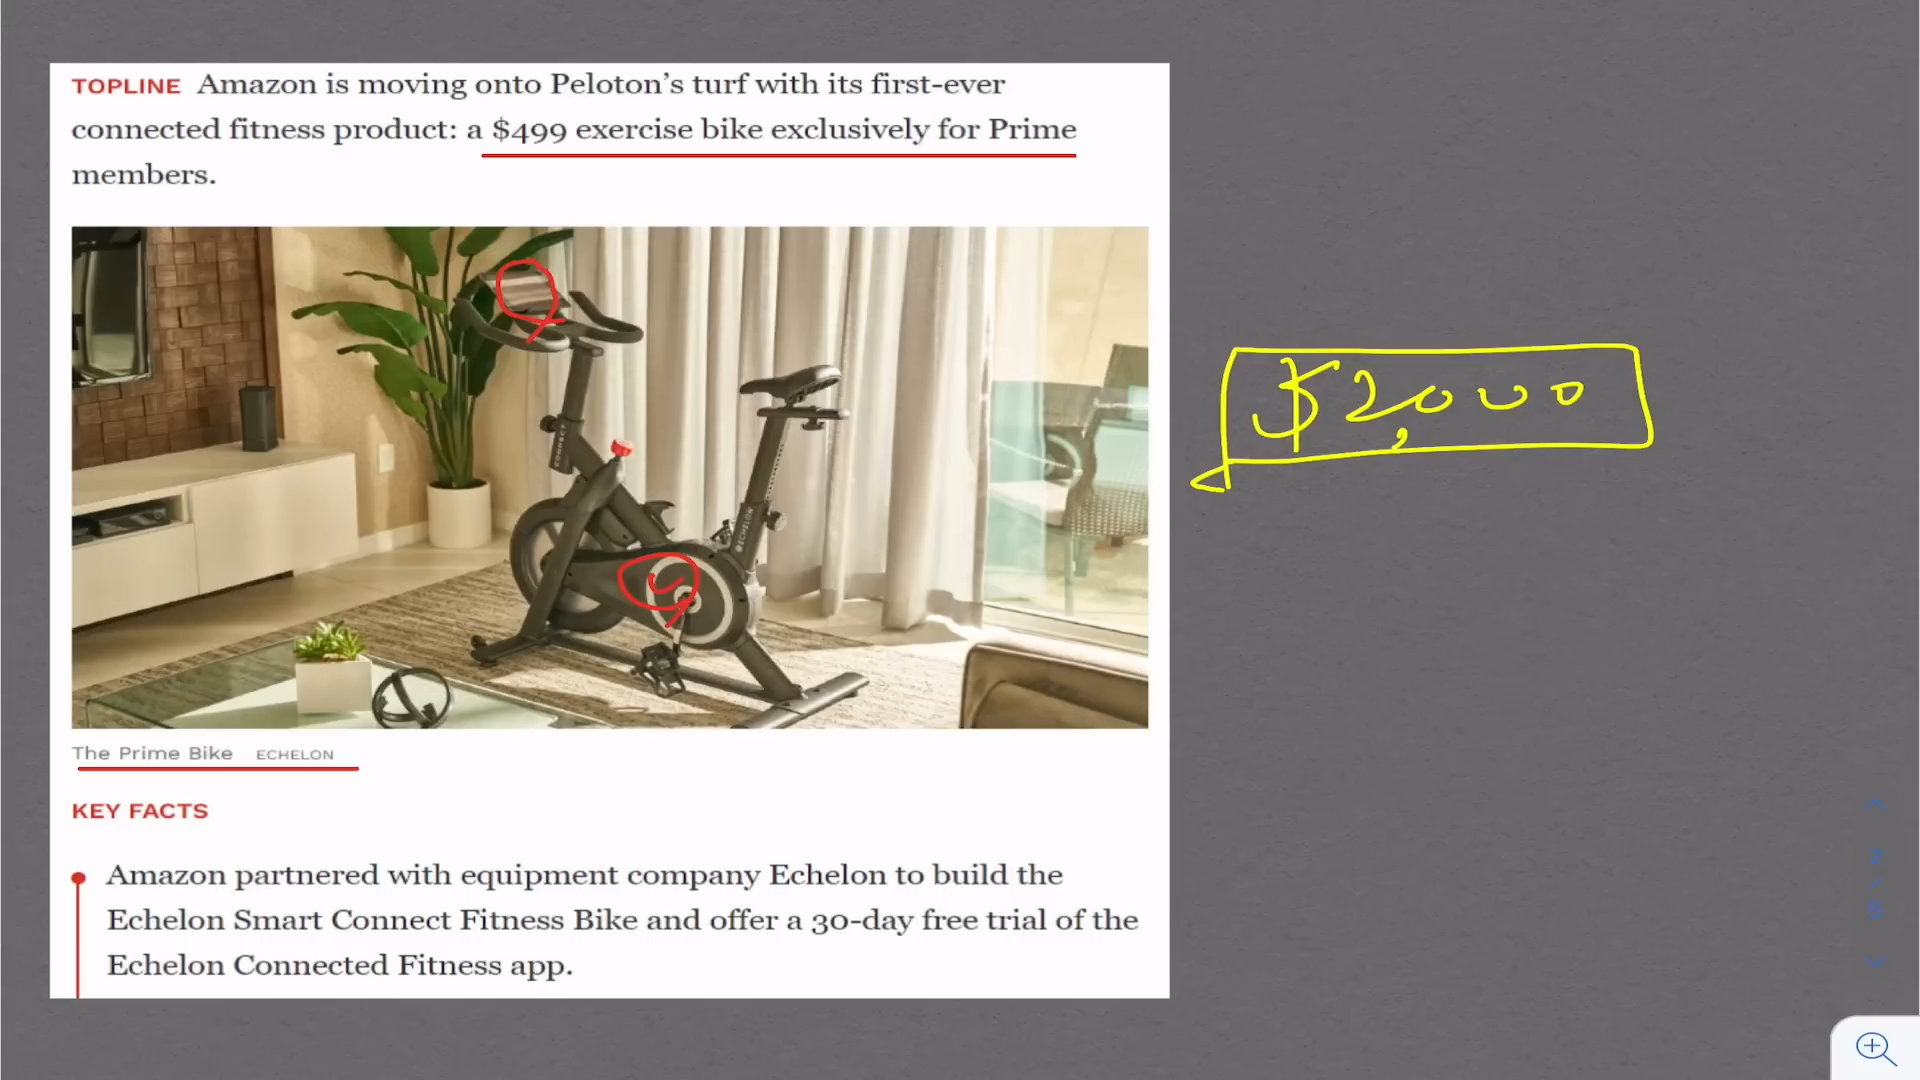 TOPLINE Amazon is moving onto Peloton's turf with its first-ever
connected fitness product: a $499 exercise bike exclusively for Prime
members.
CONNECT
ECHELON
The Prime Bike ECHELON
KEY FACTS
Amazon partnered with equipment company Echelon to build the
Echelon Smart Connect Fitness Bike and offer a 30-day free trial of the
Echelon Connected Fitness app.
$2,000